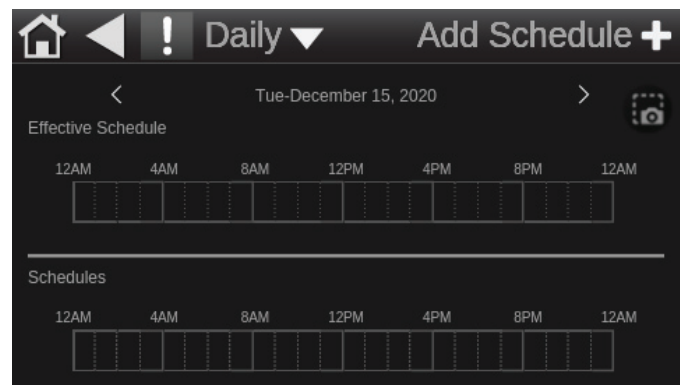 ! Daily Add Schedule +
< Tue-December 15, 2020 >
Effective Schedule
12AM 4AM 8AM 12PM 4PM 8PM 12AM
Schedules
12AM 4AM 8AM 12PM 4PM 8PM 12AM